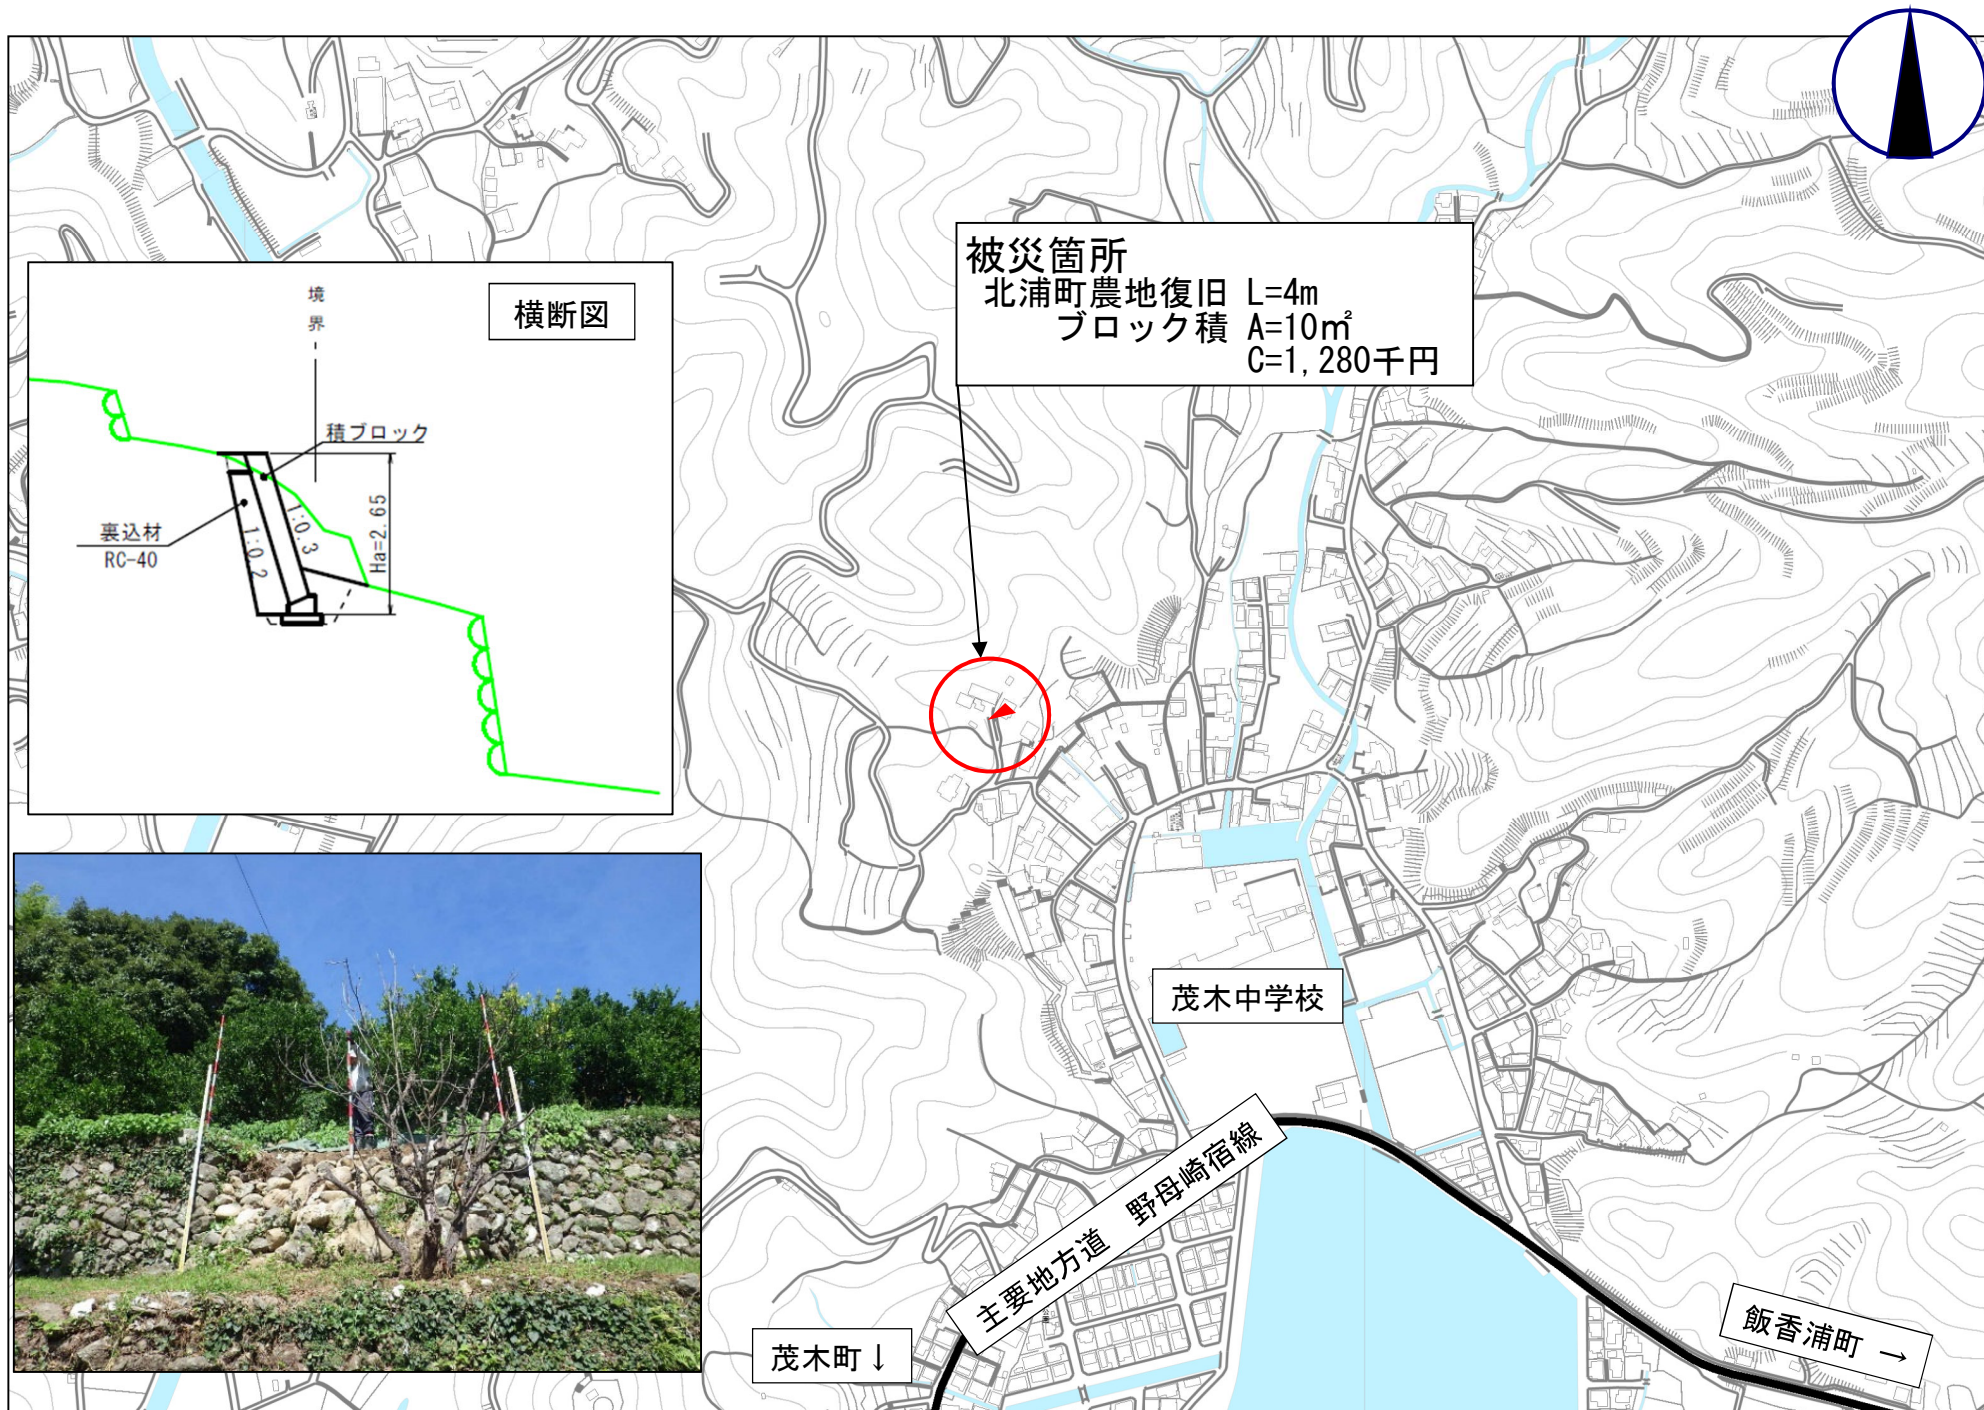 被災箇所
北浦町農地復旧 L=4m
ブロック積 A=10㎡
C=1,280千円
横断図
境界
積ブロック
裏込材
RC-40
1:0.2
1:0.3
Ha=2.65
茂木中学校
主要地方道 野母崎宿線
茂木町↓
飯香浦町 →